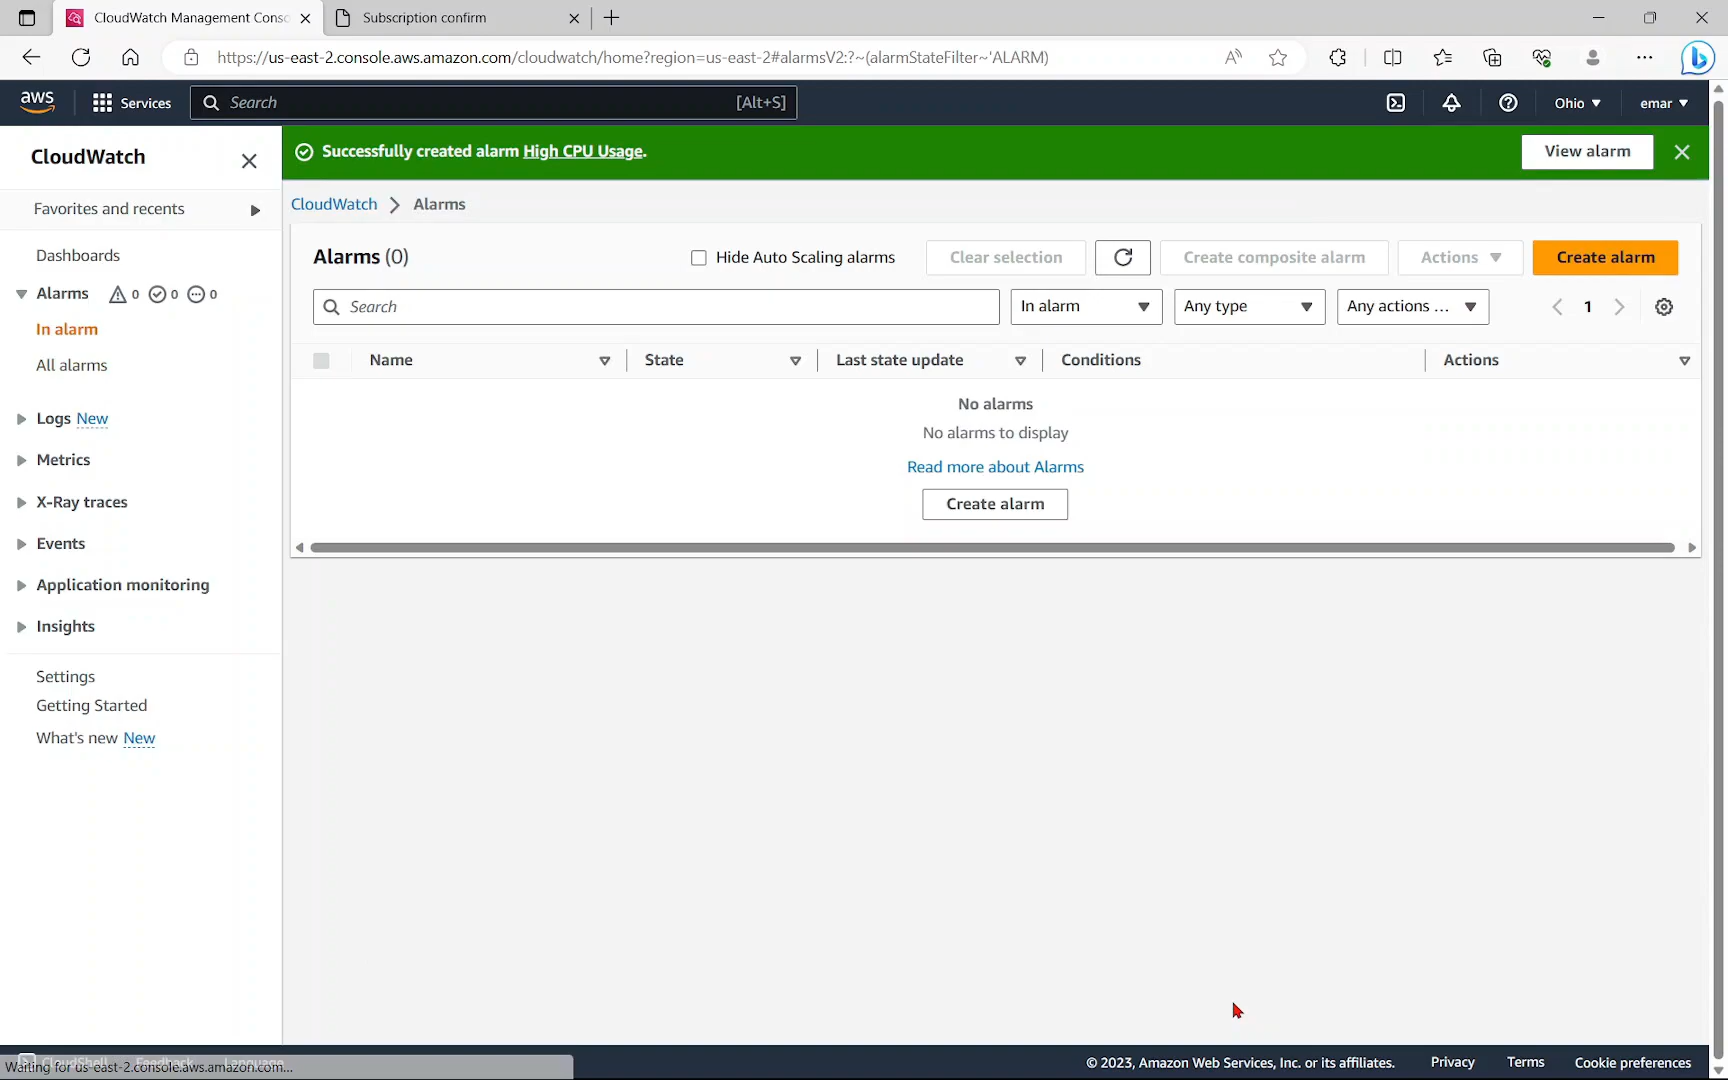 CloudWatch Management Conso
Subscription confirm
https://us-east-2.console.aws.amazon.com/cloudwatch/home?region=us-east-2#alarmsV2:?~(alarmStateFilter~'ALARM)
aws
Services
Search
[Alt+S]
Ohio
emar
CloudWatch
Successfully created alarm High CPU Usage.
View alarm
Favorites and recents
CloudWatch
Alarms
Dashboards
Alarms (0)
Hide Auto Scaling alarms
Clear selection
Create composite alarm
Actions
Create alarm
Alarms 0 0 0
Search
In alarm
Any type
Any actions ...
1
In alarm
All alarms
Name
State
Last state update
Conditions
Actions
No alarms
No alarms to display
Read more about Alarms
Create alarm
Logs New
Metrics
X-Ray traces
Events
Application monitoring
Insights
Settings
Getting Started
What's new New
CloudShell
Feedback
Language
Waiting for us-east-2.console.aws.amazon.com...
© 2023, Amazon Web Services, Inc. or its affiliates.
Privacy
Terms
Cookie preferences